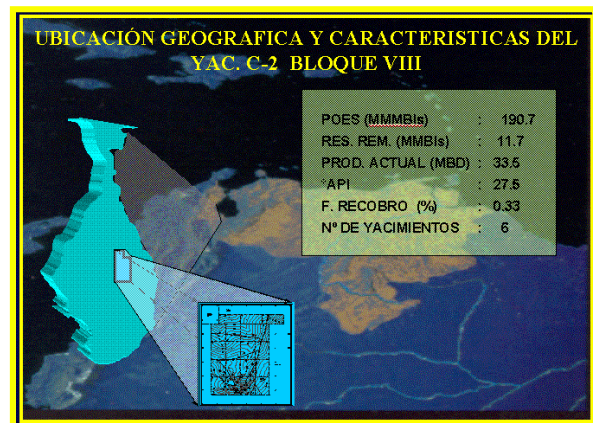 UBICACIÓN GEOGRAFICA Y CARACTERISTICAS DEL
YAC. C-2 BLOQUE VIII
POES (MMMBls) : 190.7
RES. REM. (MMBls) : 11.7
PROD. ACTUAL (MBD) : 33.5
°API : 27.5
F. RECOBRO (%) : 0.33
Nº DE YACIMIENTOS : 6